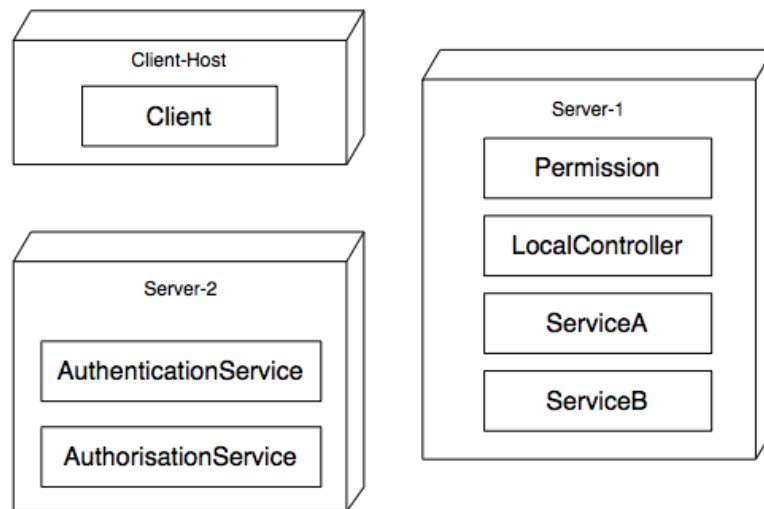 Client-Host
Client
Server-1
Permission
LocalController
ServiceA
ServiceB
Server-2
AuthenticationService
AuthorisationService